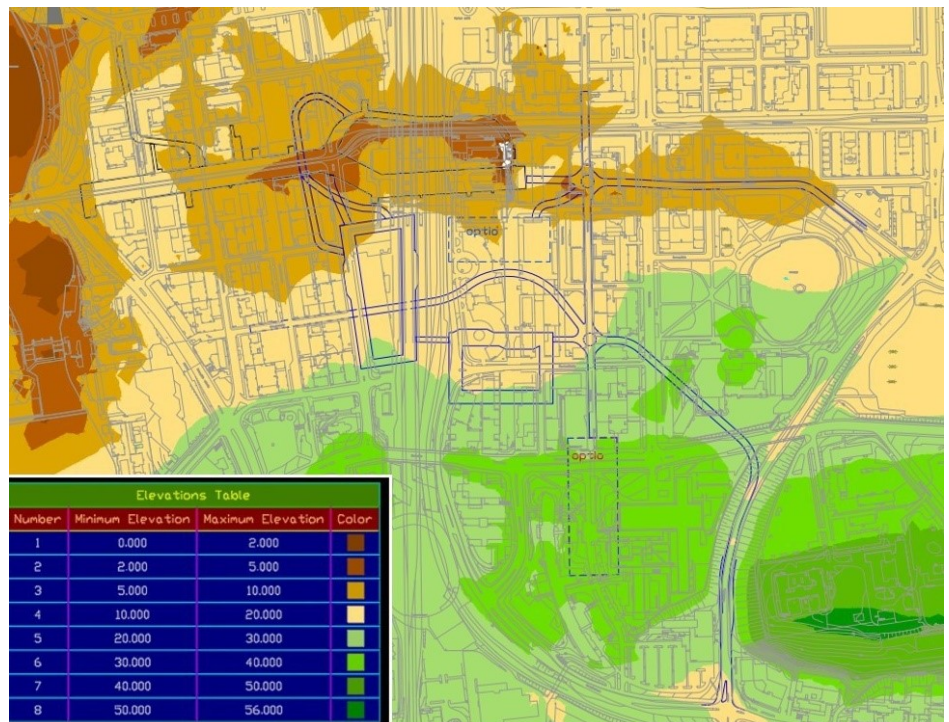 optio
optio
Elevations Table
Number Minimum Elevation Maximum Elevation Color
1 0.000 2.000
2 2.000 5.000
3 5.000 10.000
4 10.000 20.000
5 20.000 30.000
6 30.000 40.000
7 40.000 50.000
8 50.000 56.000